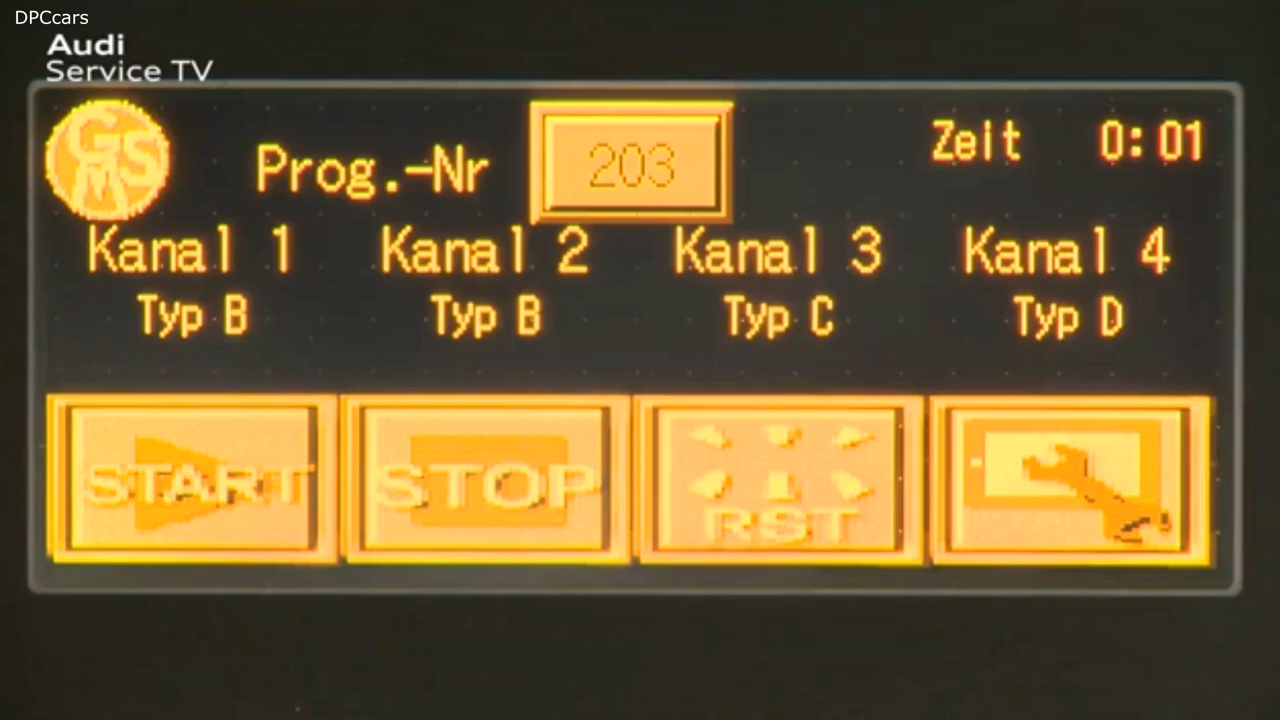 DPCcars
Audi
Service TV
GSM
Prog.-Nr 203 Zeit 0:01
Kanal 1 Kanal 2 Kanal 3 Kanal 4
Typ B Typ B Typ C Typ D
START STOP RST